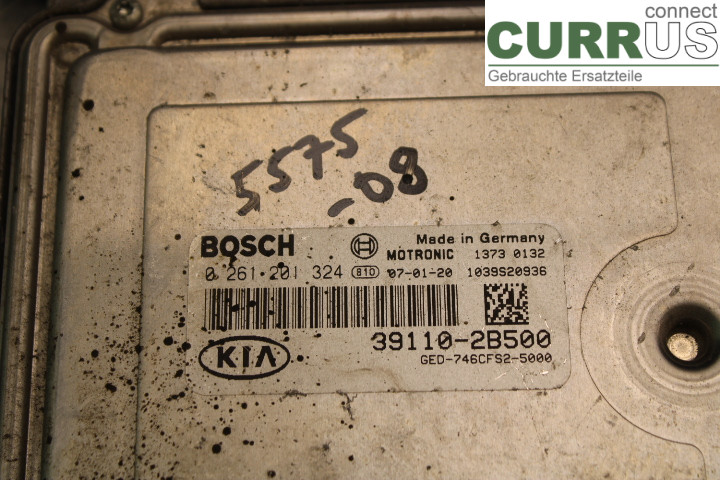 connect
CURRUS
Gebrauchte Ersatzteile
5575
-08
BOSCH Made in Germany
MOTRONIC 1373 0132
0 261 201 324 81D 07-01-20 1039S20936
39110-2B500
KIA GED-746CFS2-5000